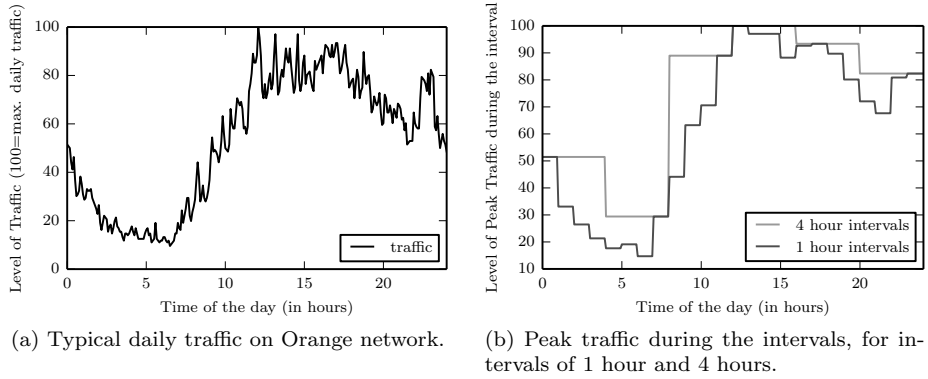 Level of Traffic (100=max. daily traffic)
100
80
60
40
20
0
0 5 10 15 20
Time of the day (in hours)
traffic
(a) Typical daily traffic on Orange network.
Level of Peak Traffic during the interval
100
90
80
70
60
50
40
30
20
10
0 5 10 15 20
Time of the day (in hours)
4 hour intervals
1 hour intervals
(b) Peak traffic during the intervals, for in-
tervals of 1 hour and 4 hours.